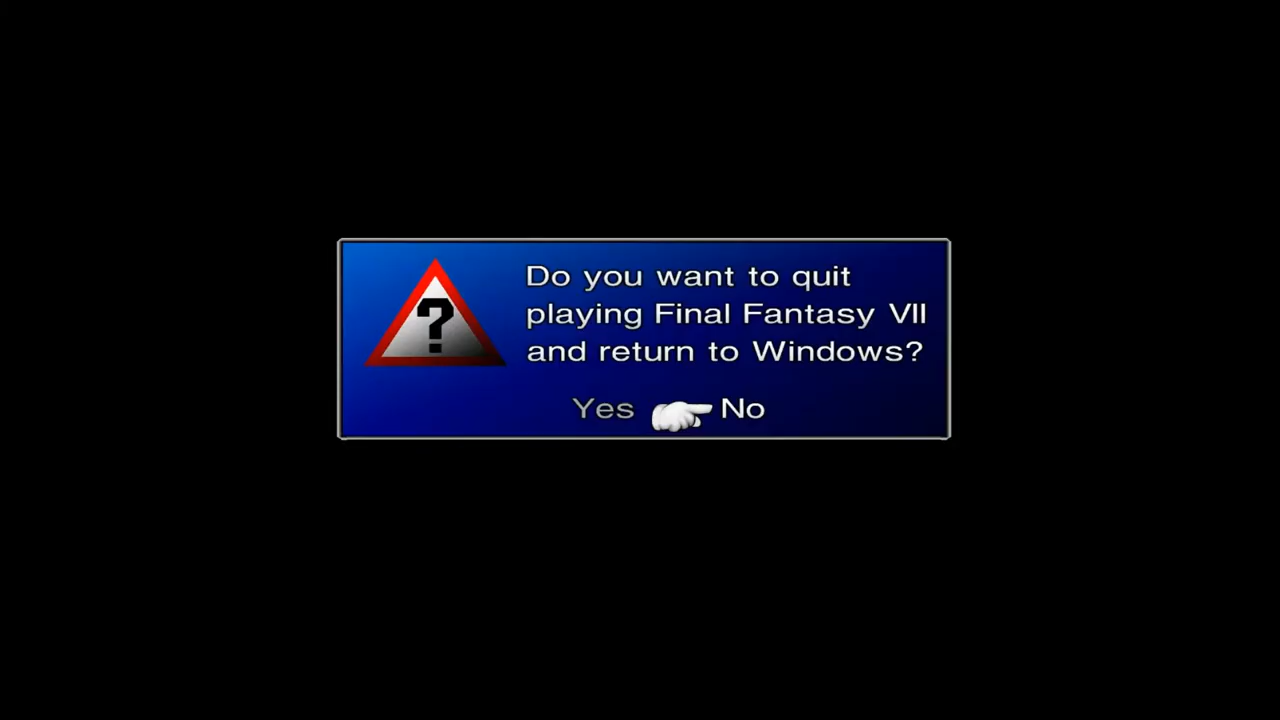 ?
Do you want to quit
playing Final Fantasy VII
and return to Windows?
Yes No